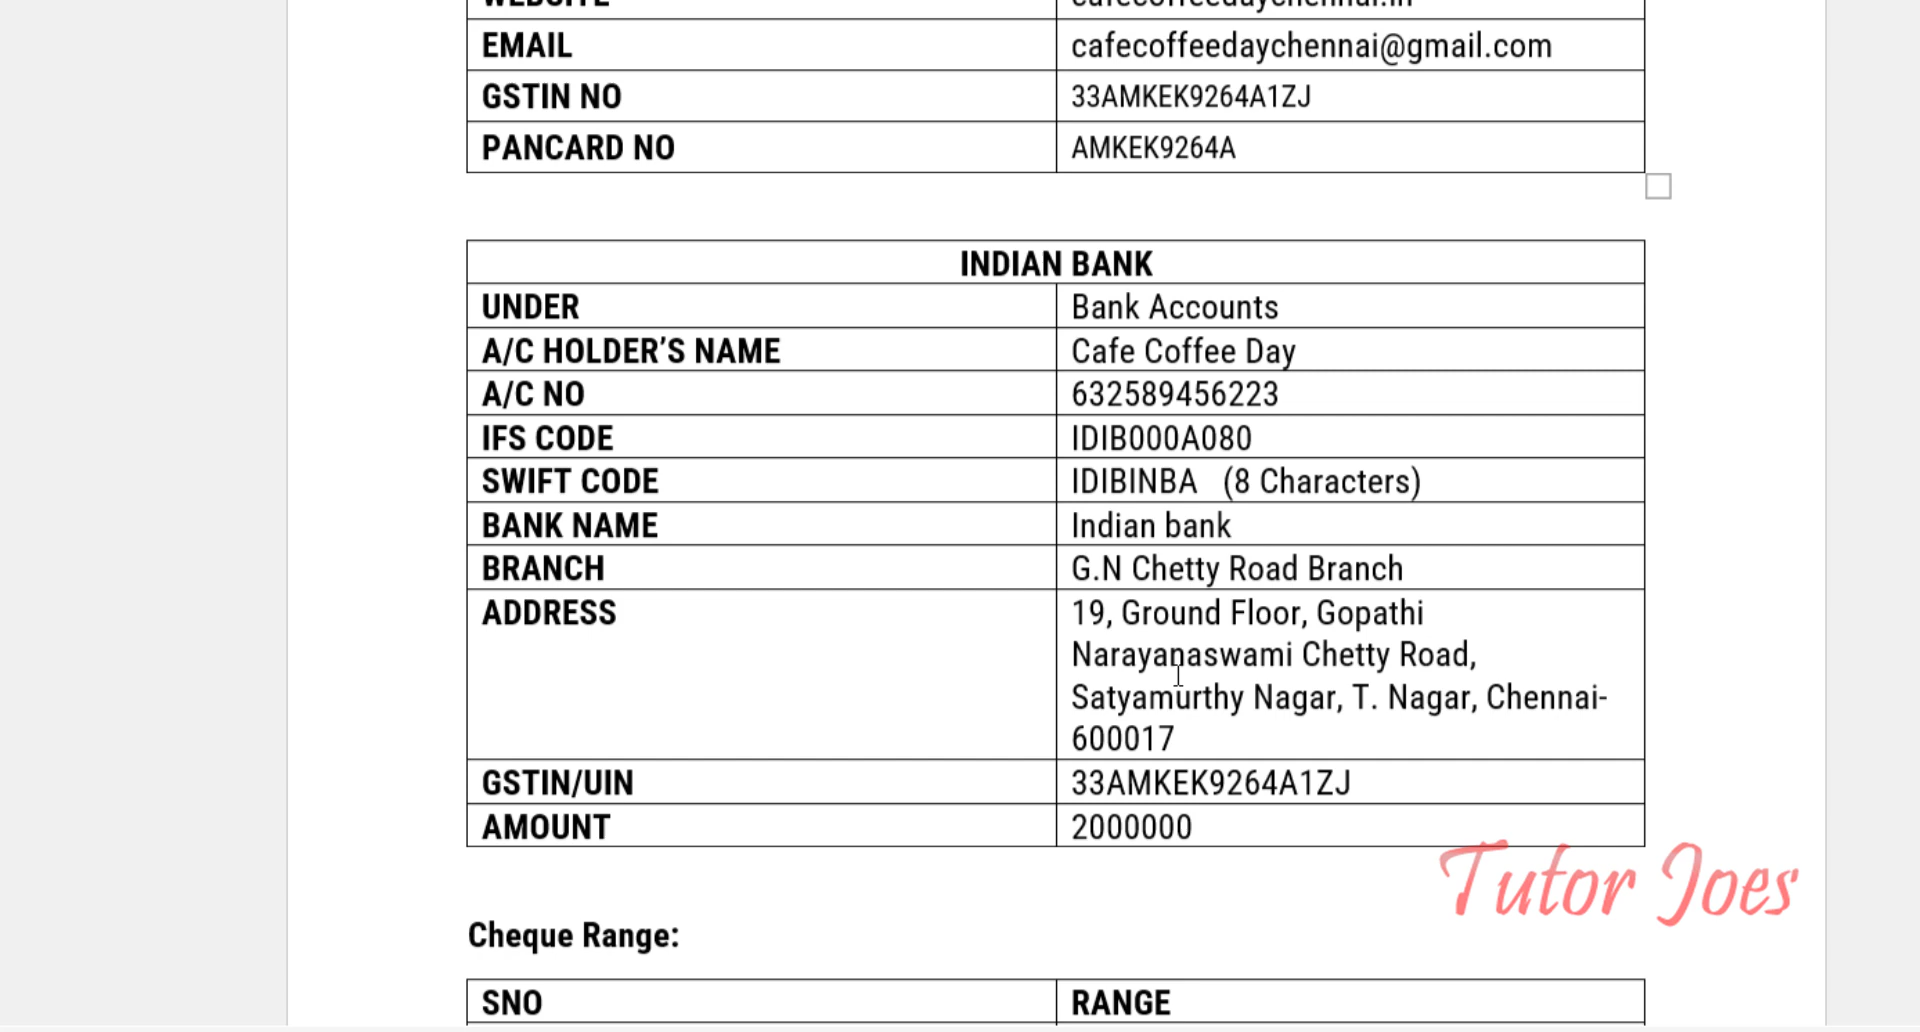 WEBSITE cafecoffeedaychennai.in
EMAIL cafecoffeedaychennai@gmail.com
GSTIN NO 33AMKEK9264A1ZJ
PANCARD NO AMKEK9264A
INDIAN BANK
UNDER Bank Accounts
A/C HOLDER’S NAME Cafe Coffee Day
A/C NO 632589456223
IFS CODE IDIB000A080
SWIFT CODE IDIBINBA (8 Characters)
BANK NAME Indian bank
BRANCH G.N Chetty Road Branch
ADDRESS 19, Ground Floor, Gopathi
Narayanaswami Chetty Road,
Satyamurthy Nagar, T. Nagar, Chennai-
600017
GSTIN/UIN 33AMKEK9264A1ZJ
AMOUNT 2000000
Tutor Joes
Cheque Range:
SNO RANGE